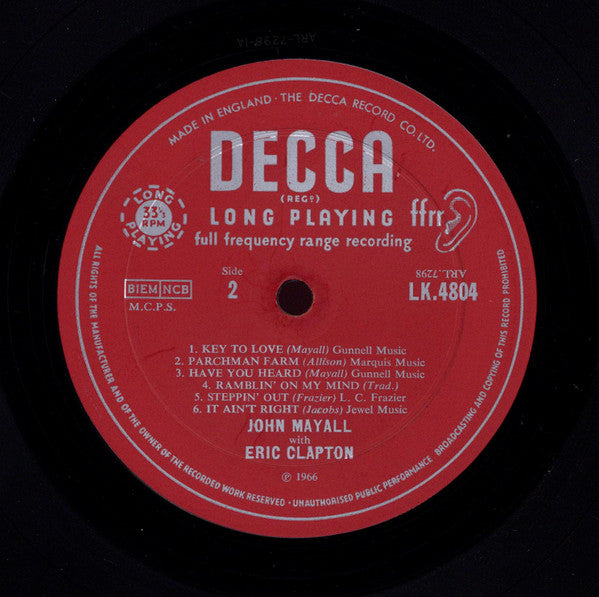 ARL-7298-1A
MADE IN ENGLAND · THE DECCA RECORD CO. LTD.
DECCA
(REGD)
LONG PLAYING
33⅓
RPM
LONG PLAYING ffrr
full frequency range recording
ARL. 7298
Side
2
BIEM NCB
M.C.P.S.
LK.4804
1. KEY TO LOVE (Mayall) Gunnell Music
2. PARCHMAN FARM (Allison) Marquis Music
3. HAVE YOU HEARD (Mayall) Gunnell Music
4. RAMBLIN' ON MY MIND (Trad.)
5. STEPPIN' OUT (Frazier) L. C. Frazier
6. IT AIN'T RIGHT (Jacobs) Jewel Music
JOHN MAYALL
with
ERIC CLAPTON
℗ 1966
ALL RIGHTS OF THE MANUFACTURER AND OF THE OWNER OF THE RECORDED WORK RESERVED · UNAUTHORISED PUBLIC PERFORMANCE BROADCASTING AND COPYING OF THIS RECORD PROHIBITED